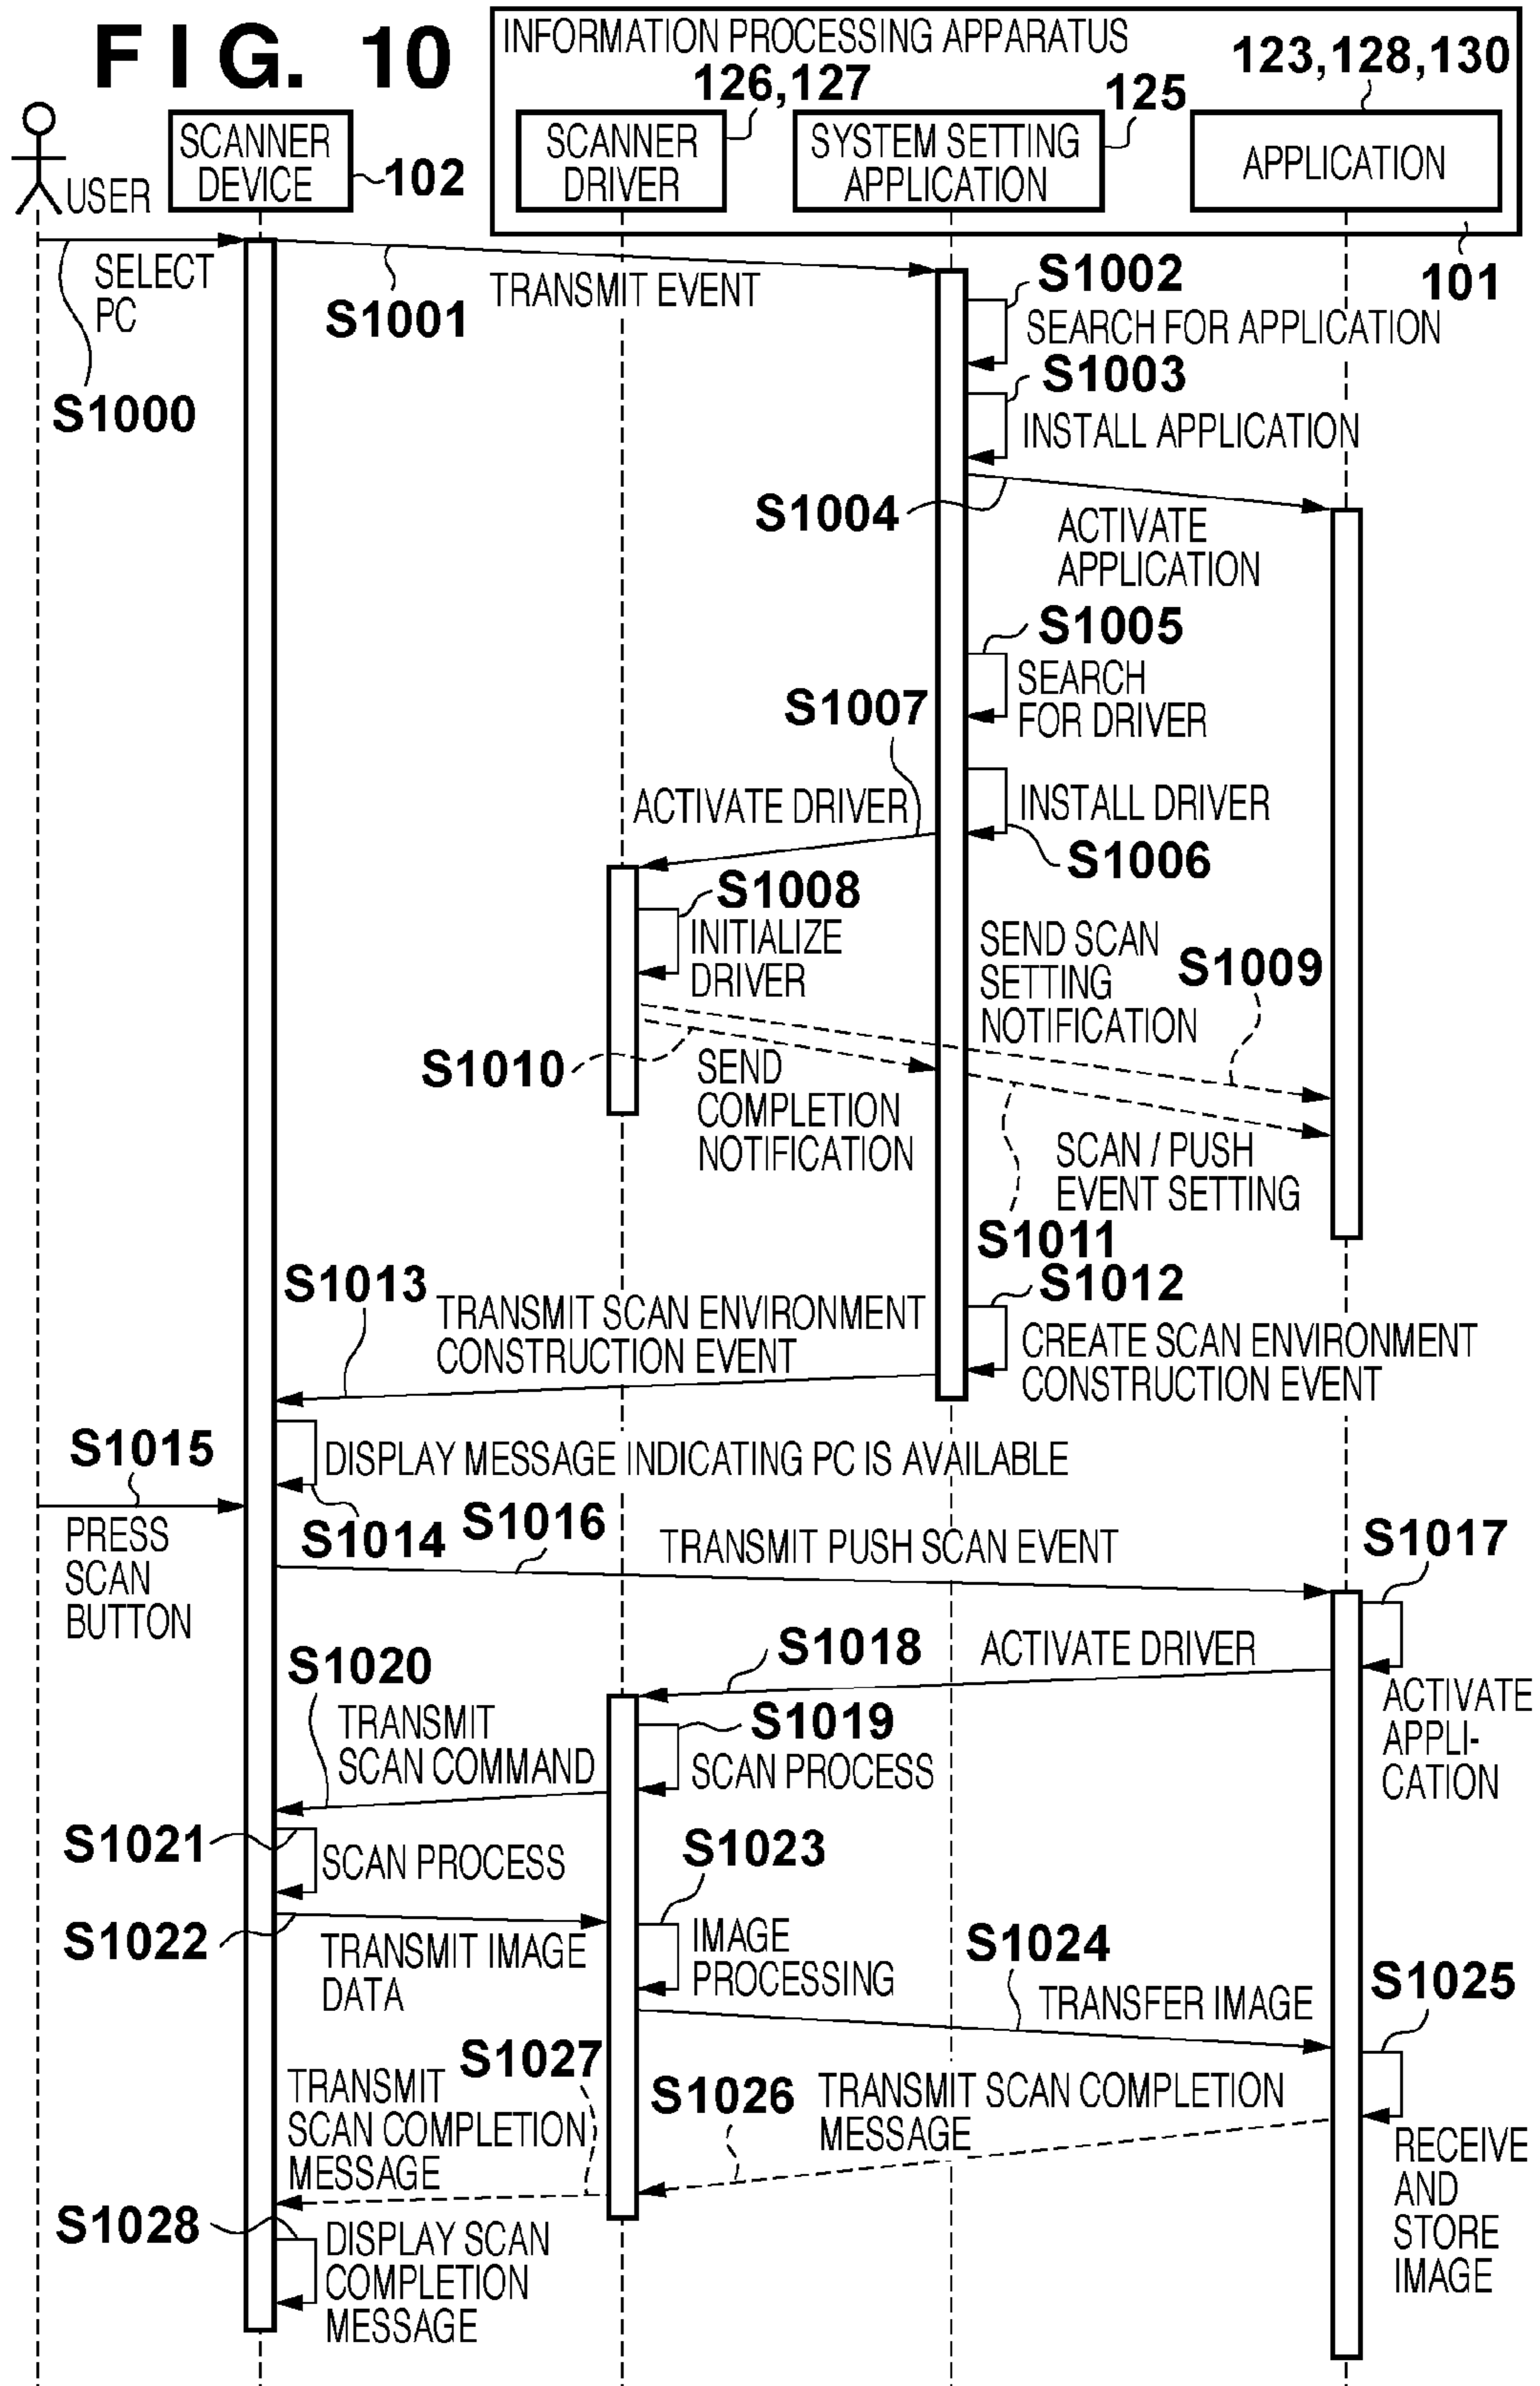 FIG. 10
INFORMATION PROCESSING APPARATUS
126,127
125
123,128,130
USER
SCANNER
DEVICE
102
SCANNER
DRIVER
SYSTEM SETTING
APPLICATION
APPLICATION
101
SELECT
PC
S1000
S1001
TRANSMIT EVENT
S1002
SEARCH FOR APPLICATION
S1003
INSTALL APPLICATION
S1004
ACTIVATE
APPLICATION
S1005
SEARCH
FOR DRIVER
S1007
ACTIVATE DRIVER
INSTALL DRIVER
S1006
S1008
INITIALIZE
DRIVER
SEND SCAN
SETTING
NOTIFICATION
S1009
S1010
SEND
COMPLETION
NOTIFICATION
SCAN / PUSH
EVENT SETTING
S1011
S1012
CREATE SCAN ENVIRONMENT
CONSTRUCTION EVENT
S1013
TRANSMIT SCAN ENVIRONMENT
CONSTRUCTION EVENT
DISPLAY MESSAGE INDICATING PC IS AVAILABLE
S1014
S1015
PRESS
SCAN
BUTTON
S1016
TRANSMIT PUSH SCAN EVENT
S1017
ACTIVATE
APPLI-
CATION
S1018
ACTIVATE DRIVER
S1019
SCAN PROCESS
S1020
TRANSMIT
SCAN COMMAND
S1021
SCAN PROCESS
S1022
TRANSMIT IMAGE
DATA
S1023
IMAGE
PROCESSING
S1024
TRANSFER IMAGE
S1025
RECEIVE
AND
STORE
IMAGE
S1026
TRANSMIT SCAN COMPLETION
MESSAGE
S1027
TRANSMIT
SCAN COMPLETION
MESSAGE
S1028
DISPLAY SCAN
COMPLETION
MESSAGE